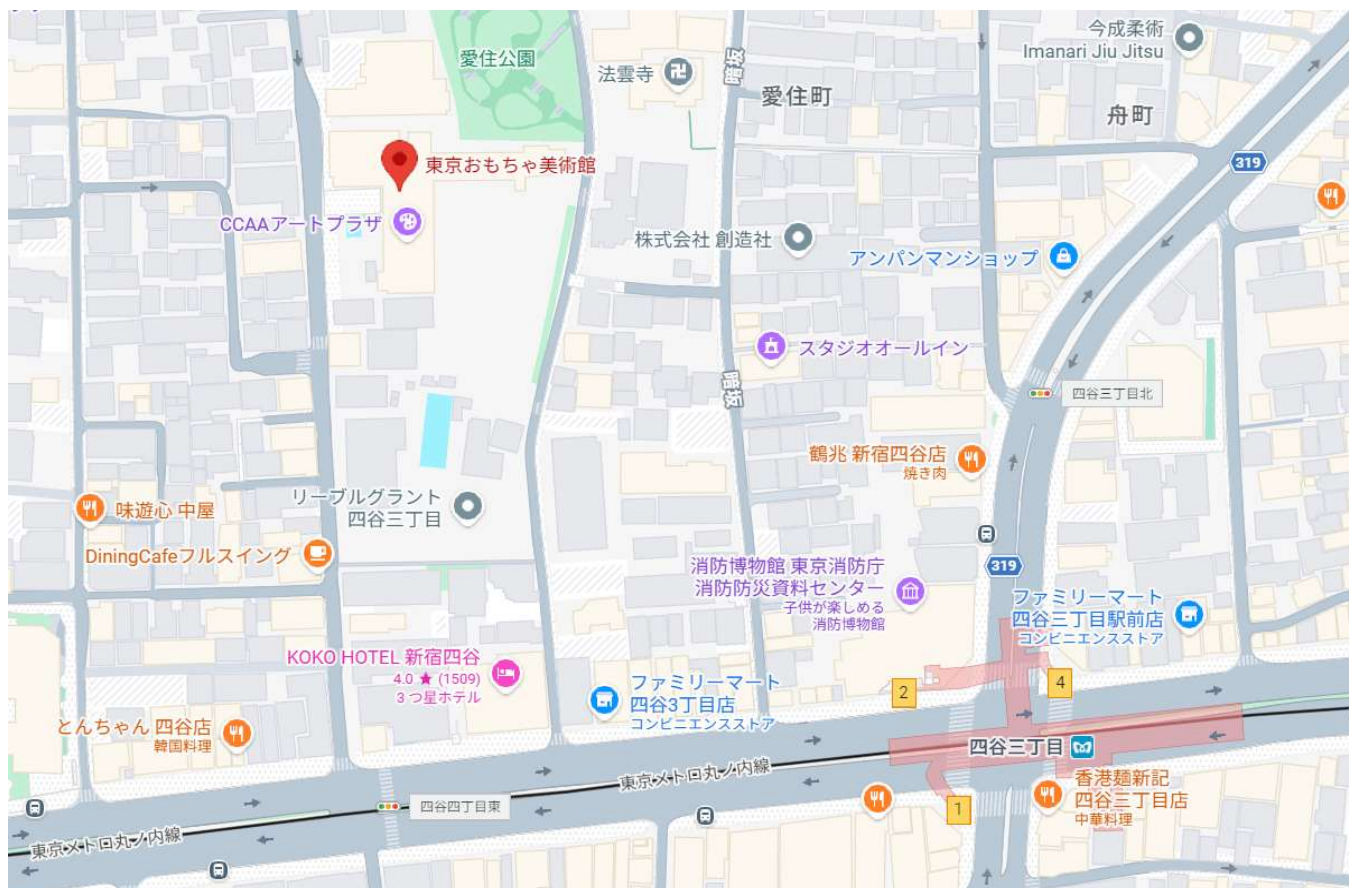 愛住公園
法雲寺
暗坂
愛住町
今成柔術
Imanari Jiu Jitsu
舟町
319
東京おもちゃ美術館
CCAAアートプラザ
株式会社 創造社
アンパンマンショップ
スタジオオールイン
暗坂
四谷三丁目北
鶴兆 新宿四谷店
焼き肉
リーブルグラント
四谷三丁目
味遊心 中屋
DiningCafeフルスイング
消防博物館 東京消防庁
消防防災資料センター
子供が楽しめる
消防博物館
319
ファミリーマート
四谷三丁目駅前店
コンビニエンスストア
KOKO HOTEL 新宿四谷
4.0 ★ (1509)
3 つ星ホテル
ファミリーマート
四谷3丁目店
コンビニエンスストア
2
4
とんちゃん 四谷店
韓国料理
四谷三丁目
東京メトロ丸ノ内線
香港麺新記
四谷三丁目店
中華料理
四谷四丁目東
1
東京メトロ丸ノ内線